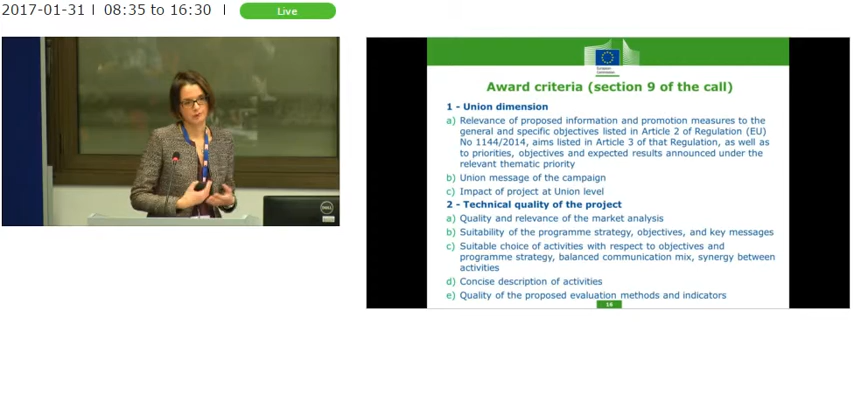 2017-01-31 | 08:35 to 16:30 |
Live
DELL
European
Commission
Award criteria (section 9 of the call)
1 - Union dimension
a) Relevance of proposed information and promotion measures to the
general and specific objectives listed in Article 2 of Regulation (EU)
No 1144/2014, aims listed in Article 3 of that Regulation, as well as
to priorities, objectives and expected results announced under the
relevant thematic priority
b) Union message of the campaign
c) Impact of project at Union level
2 - Technical quality of the project
a) Quality and relevance of the market analysis
b) Suitability of the programme strategy, objectives, and key messages
c) Suitable choice of activities with respect to objectives and
programme strategy, balanced communication mix, synergy between
activities
d) Concise description of activities
e) Quality of the proposed evaluation methods and indicators
16